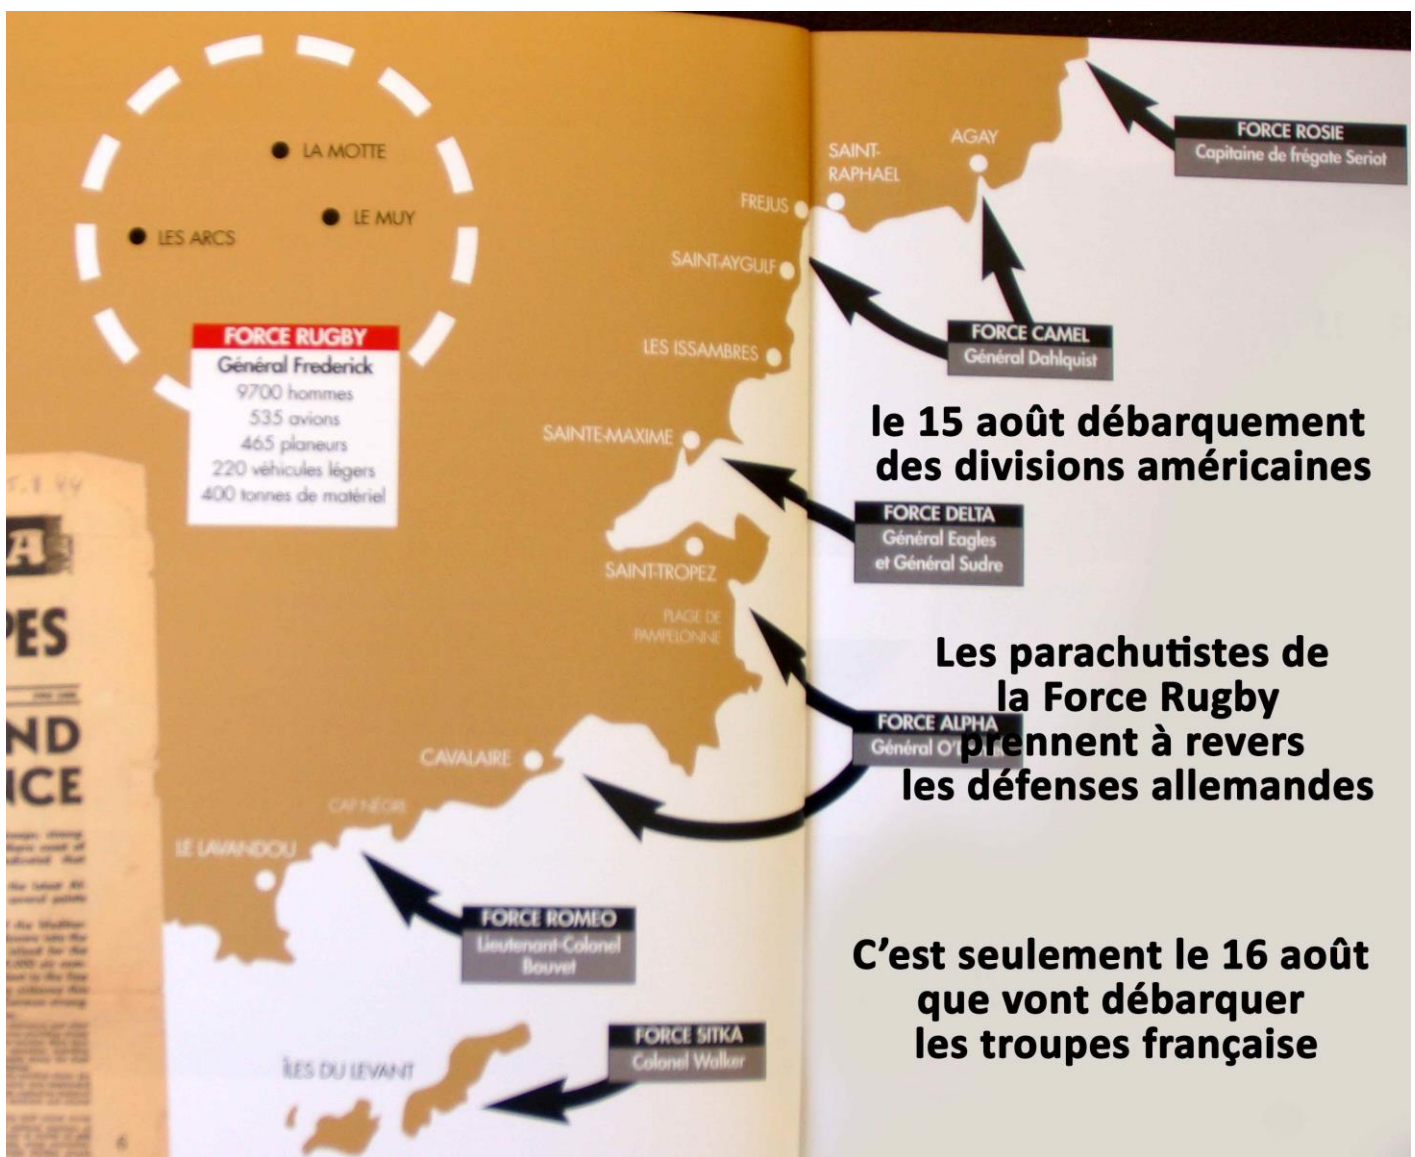 FORCE ROSIE
Capitaine de frégate Seriot
AGAY
SAINT-
RAPHAEL
FREJUS
SAINT-AYGULF
LES ISSAMBRES
SAINTE-MAXIME
SAINT-TROPEZ
PLAGE DE
PAMPELONNE
CAVALAIRE
CAP NÈGRE
LE LAVANDOU
ÎLES DU LEVANT
LA MOTTE
LE MUY
LES ARCS
FORCE RUGBY
Général Frederick
9700 hommes
535 avions
465 planeurs
220 véhicules légers
400 tonnes de matériel
FORCE CAMEL
Général Dahlquist
le 15 août débarquement
des divisions américaines
FORCE DELTA
Général Eagles
et Général Sudre
Les parachutistes de
la Force Rugby
prennent à revers
les défenses allemandes
FORCE ALPHA
Général
FORCE ROMEO
Lieutenant-Colonel
Bouvet
FORCE SITKA
Colonel Walker
C'est seulement le 16 août
que vont débarquer
les troupes française
A
PES
ND
NCE
6